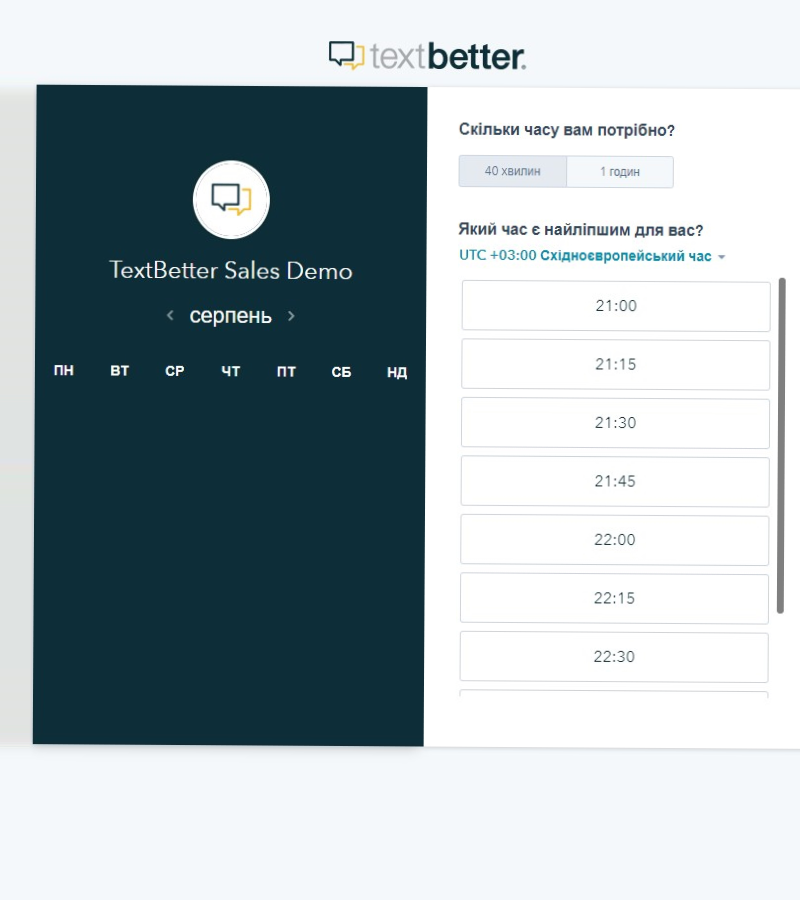 textbetter.
TextBetter Sales Demo
серпень
ПН ВТ СР ЧТ ПТ СБ НД
Скільки часу вам потрібно?
40 хвилин 1 годин
Який час є найліпшим для вас?
UTC +03:00 Східноєвропейський час
21:00
21:15
21:30
21:45
22:00
22:15
22:30